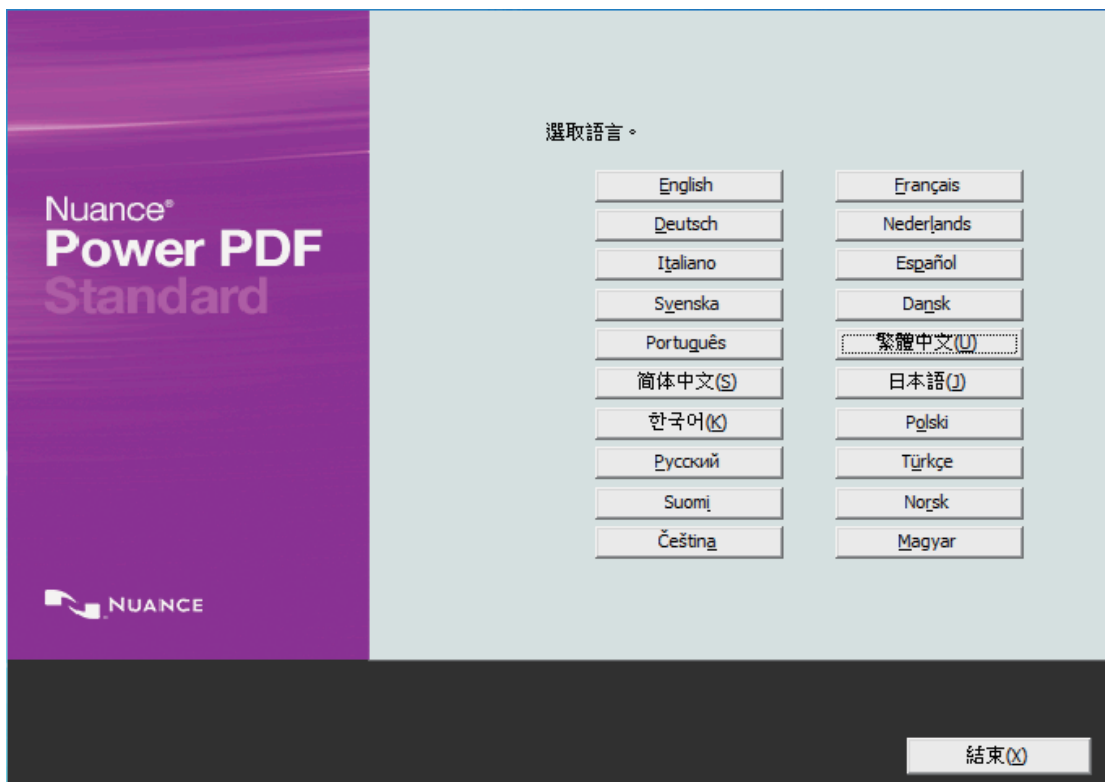 Nuance®
Power PDF
Standard
NUANCE
選取語言。
English
Français
Deutsch
Nederlands
Italiano
Español
Svenska
Dansk
Português
繁體中文(U)
简体中文(S)
日本語(J)
한국어(K)
Polski
Русский
Türkçe
Suomi
Norsk
Čeština
Magyar
結束(X)